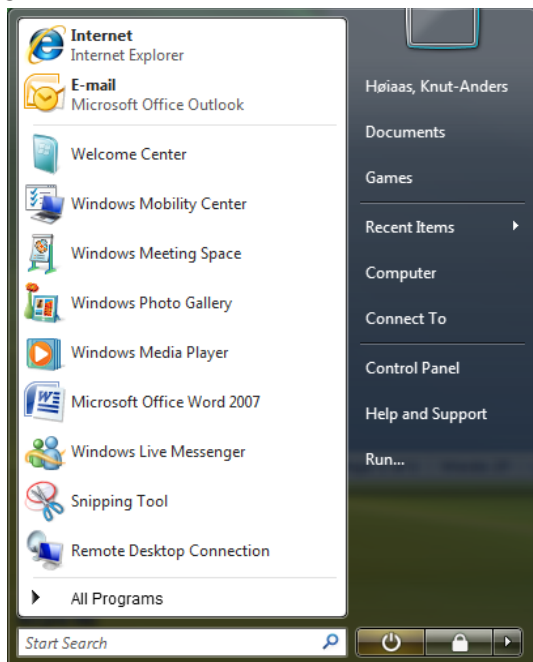 Internet
Internet Explorer
E-mail
Microsoft Office Outlook
Welcome Center
Windows Mobility Center
Windows Meeting Space
Windows Photo Gallery
Windows Media Player
Microsoft Office Word 2007
Windows Live Messenger
Snipping Tool
Remote Desktop Connection
All Programs
Start Search
Høiaas, Knut-Anders
Documents
Games
Recent Items
Computer
Connect To
Control Panel
Help and Support
Run...